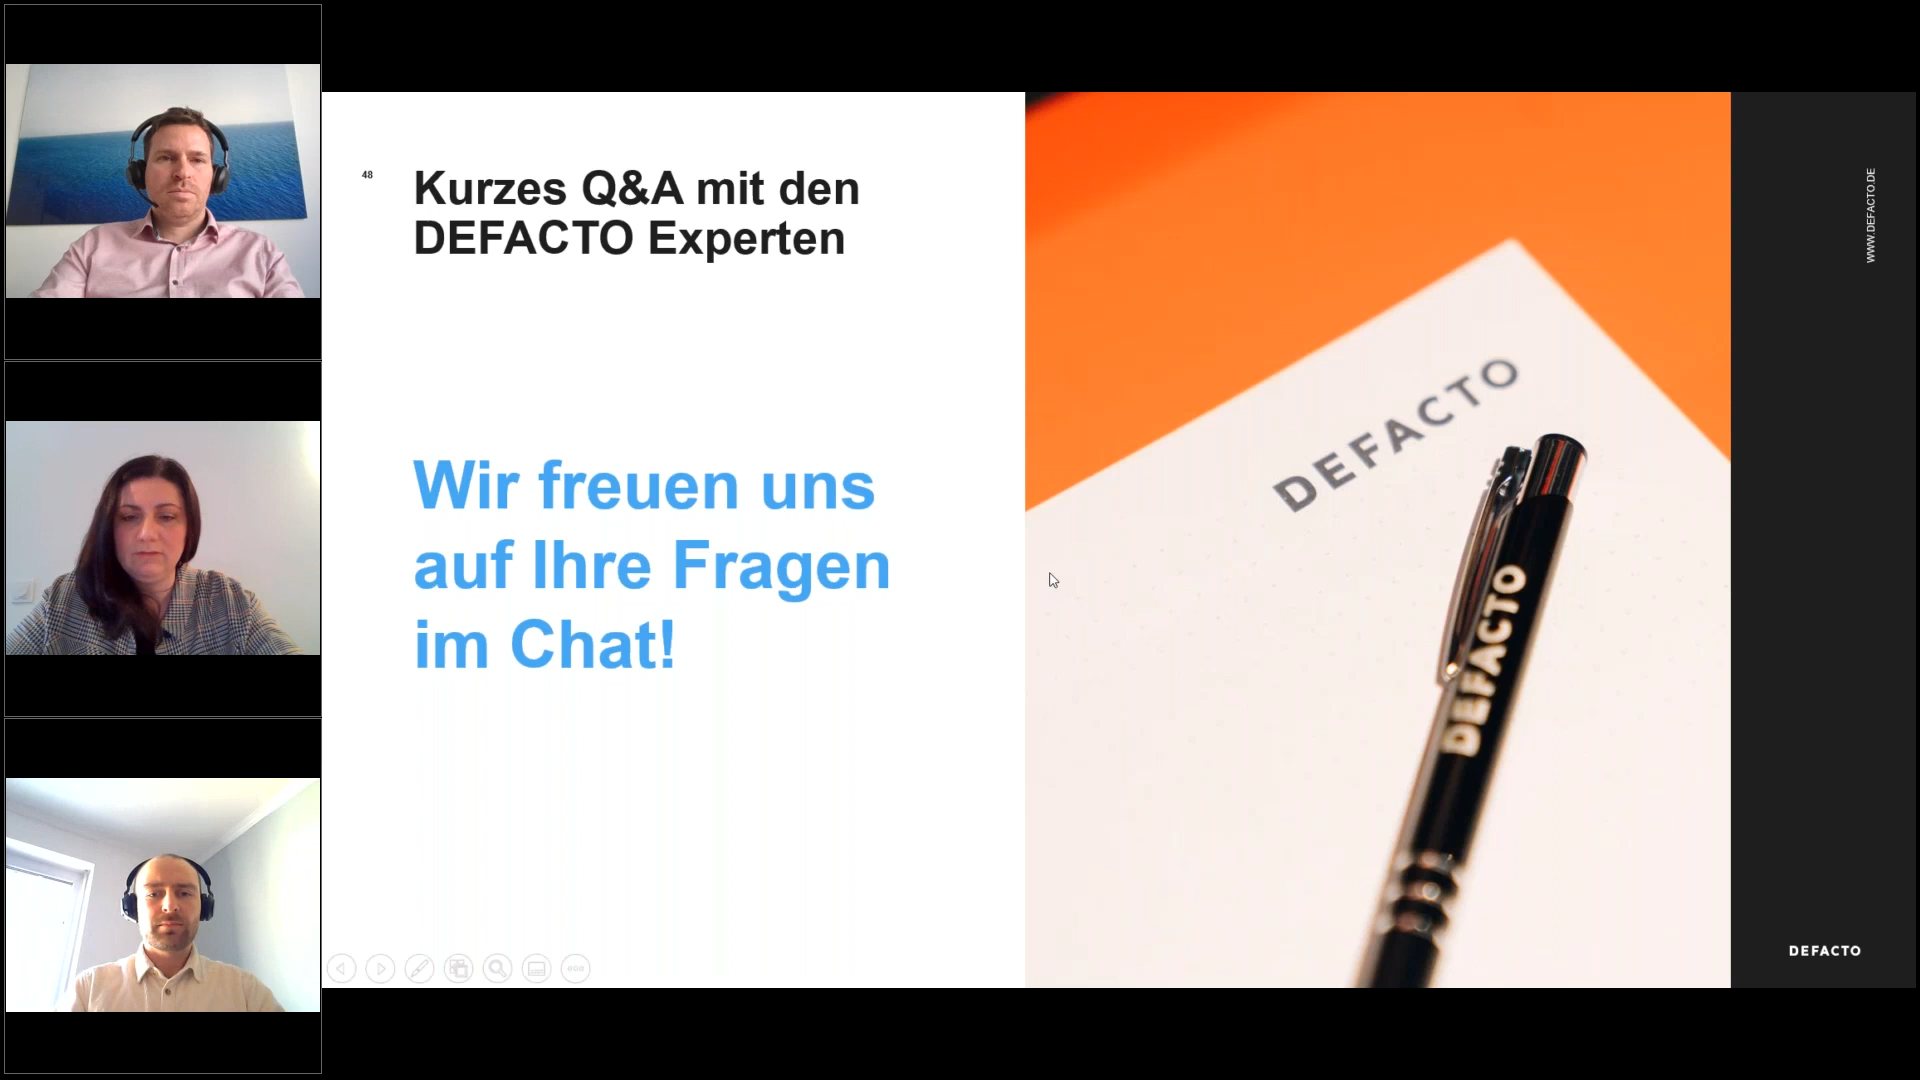 48
Kurzes Q&A mit den
DEFACTO Experten
Wir freuen uns
auf Ihre Fragen
im Chat!
DEFACTO
DEFACTO
WWW.DEFACTO.DE
DEFACTO